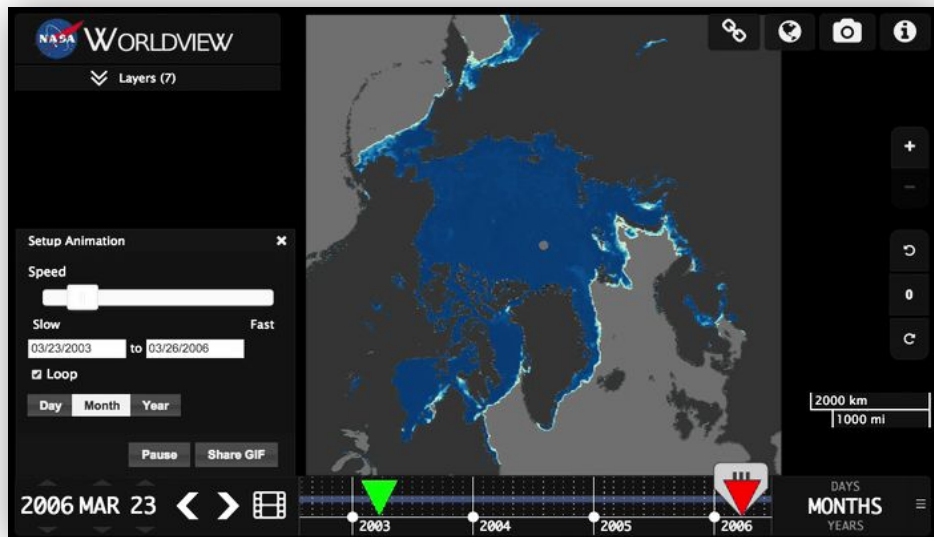 NASA WORLDVIEW
Layers (7)
Setup Animation
Speed
Slow Fast
03/23/2003 to 03/26/2006
Loop
Day Month Year
Pause Share GIF
2006 MAR 23
2003 2004 2005 2006
0
2000 km
1000 mi
DAYS
MONTHS
YEARS